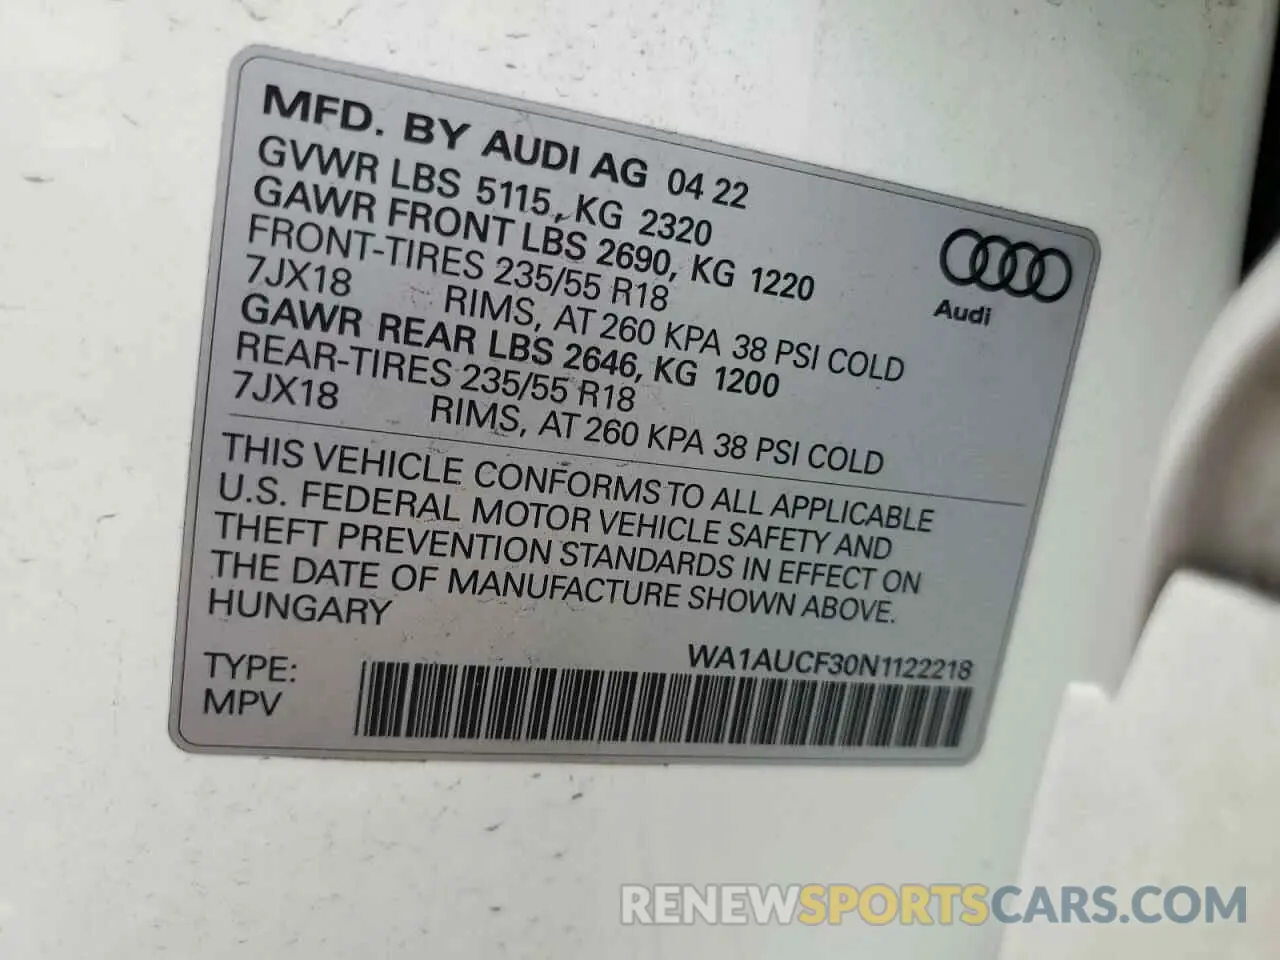 MFD. BY AUDI AG 04 22
GVWR LBS 5115, KG 2320
GAWR FRONT LBS 2690, KG 1220
FRONT-TIRES 235/55 R18
7JX18 RIMS, AT 260 KPA 38 PSI COLD
GAWR REAR LBS 2646, KG 1200
REAR-TIRES 235/55 R18
7JX18 RIMS, AT 260 KPA 38 PSI COLD
Audi
THIS VEHICLE CONFORMS TO ALL APPLICABLE
U.S. FEDERAL MOTOR VEHICLE SAFETY AND
THEFT PREVENTION STANDARDS IN EFFECT ON
THE DATE OF MANUFACTURE SHOWN ABOVE.
HUNGARY
WA1AUCF30N1122218
TYPE:
MPV
RENEWSPORTSCARS.COM